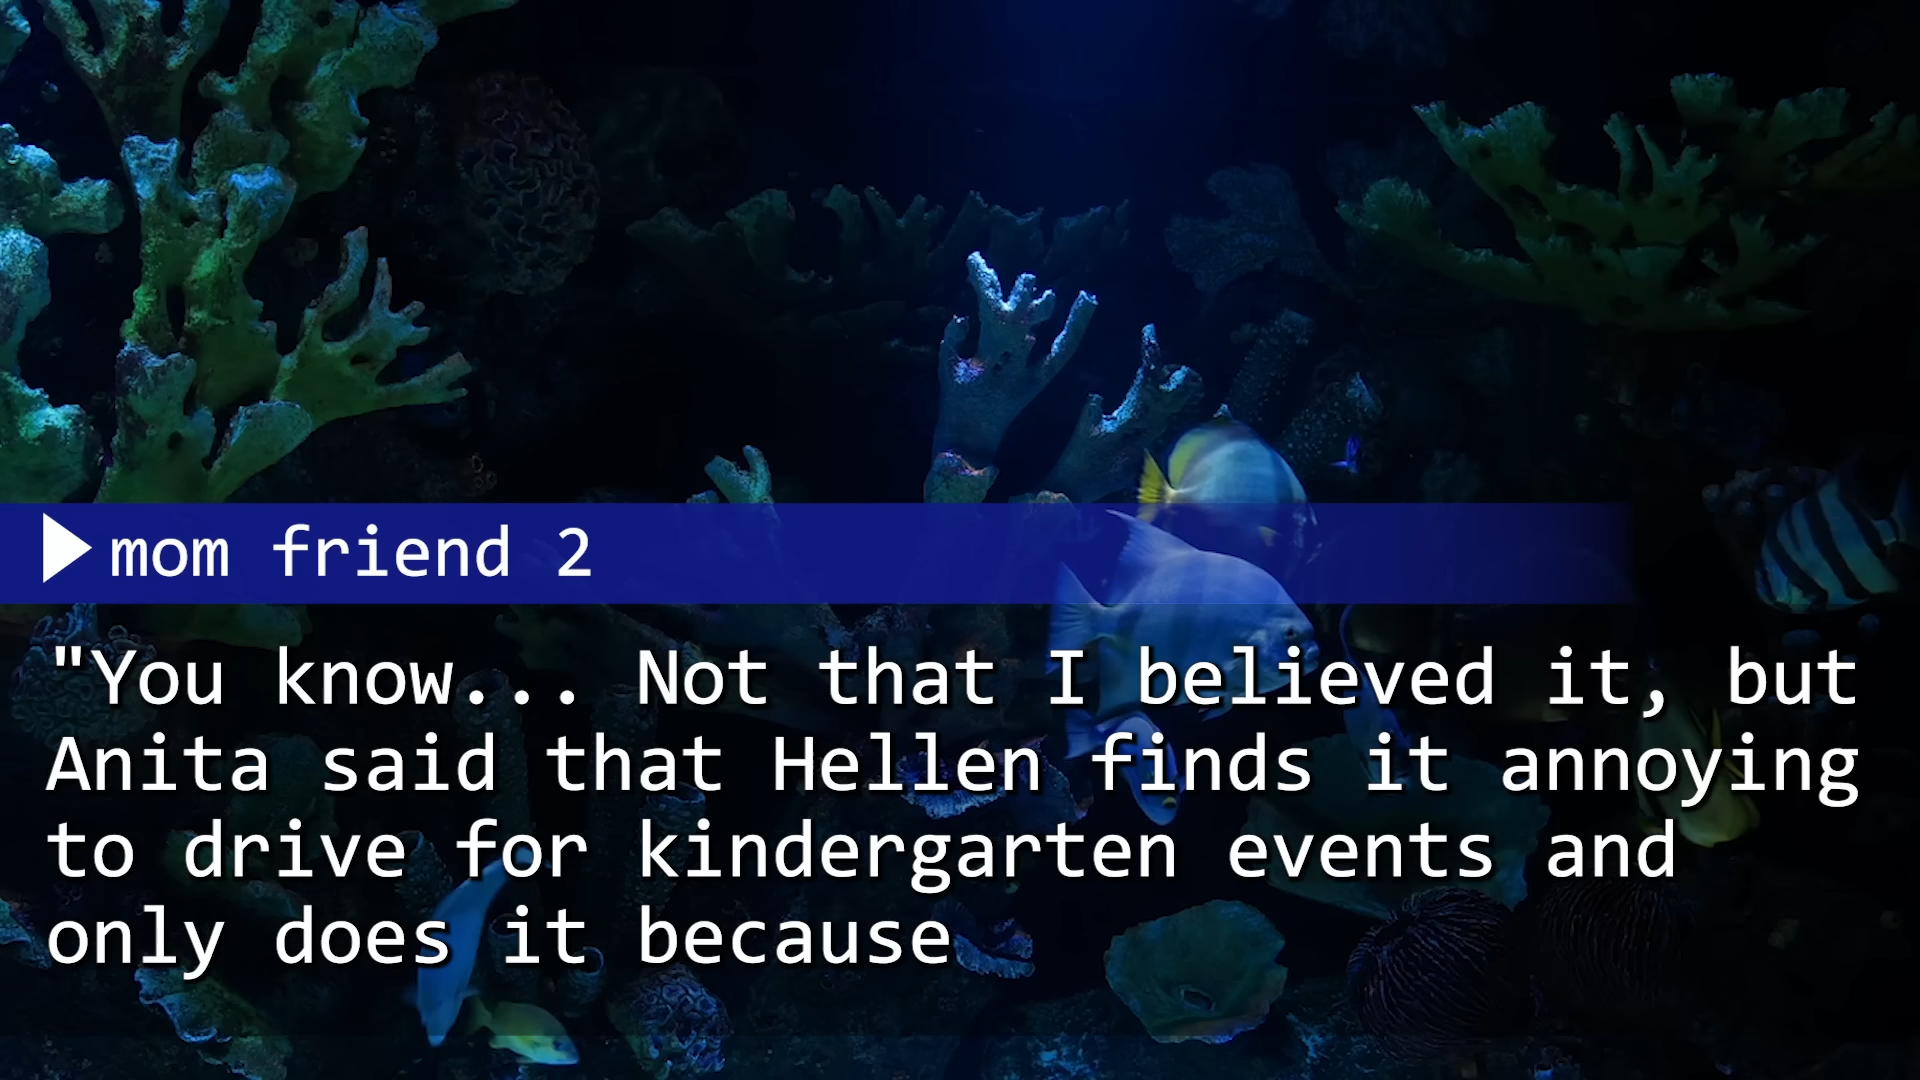 mom friend 2
"You know... Not that I believed it, but
Anita said that Hellen finds it annoying
to drive for kindergarten events and
only does it because